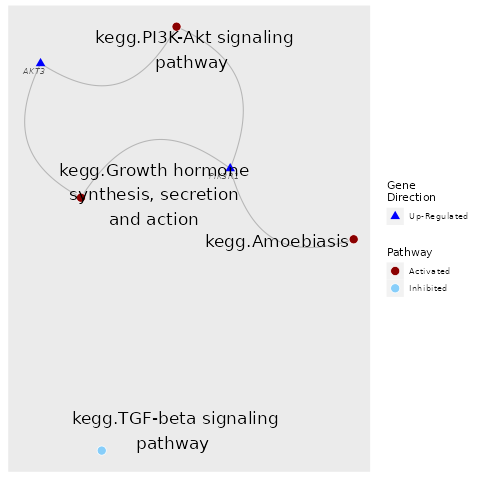 kegg.PI3K-Akt signaling
pathway
AKT3
kegg.Growth hormone
synthesis, secretion
and action
kegg.Amoebiasis
kegg.TGF-beta signaling
pathway
Gene
Direction
Up-Regulated
Pathway
Activated
Inhibited